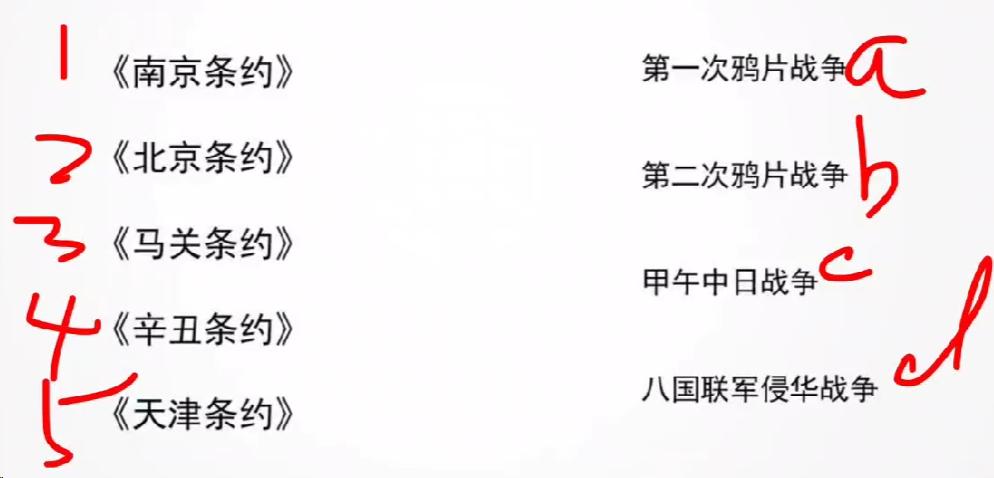 1 《南京条约》 第一次鸦片战争 a
2 《北京条约》 第二次鸦片战争 b
3 《马关条约》 甲午中日战争 c
4 《辛丑条约》 八国联军侵华战争 d
5 《天津条约》